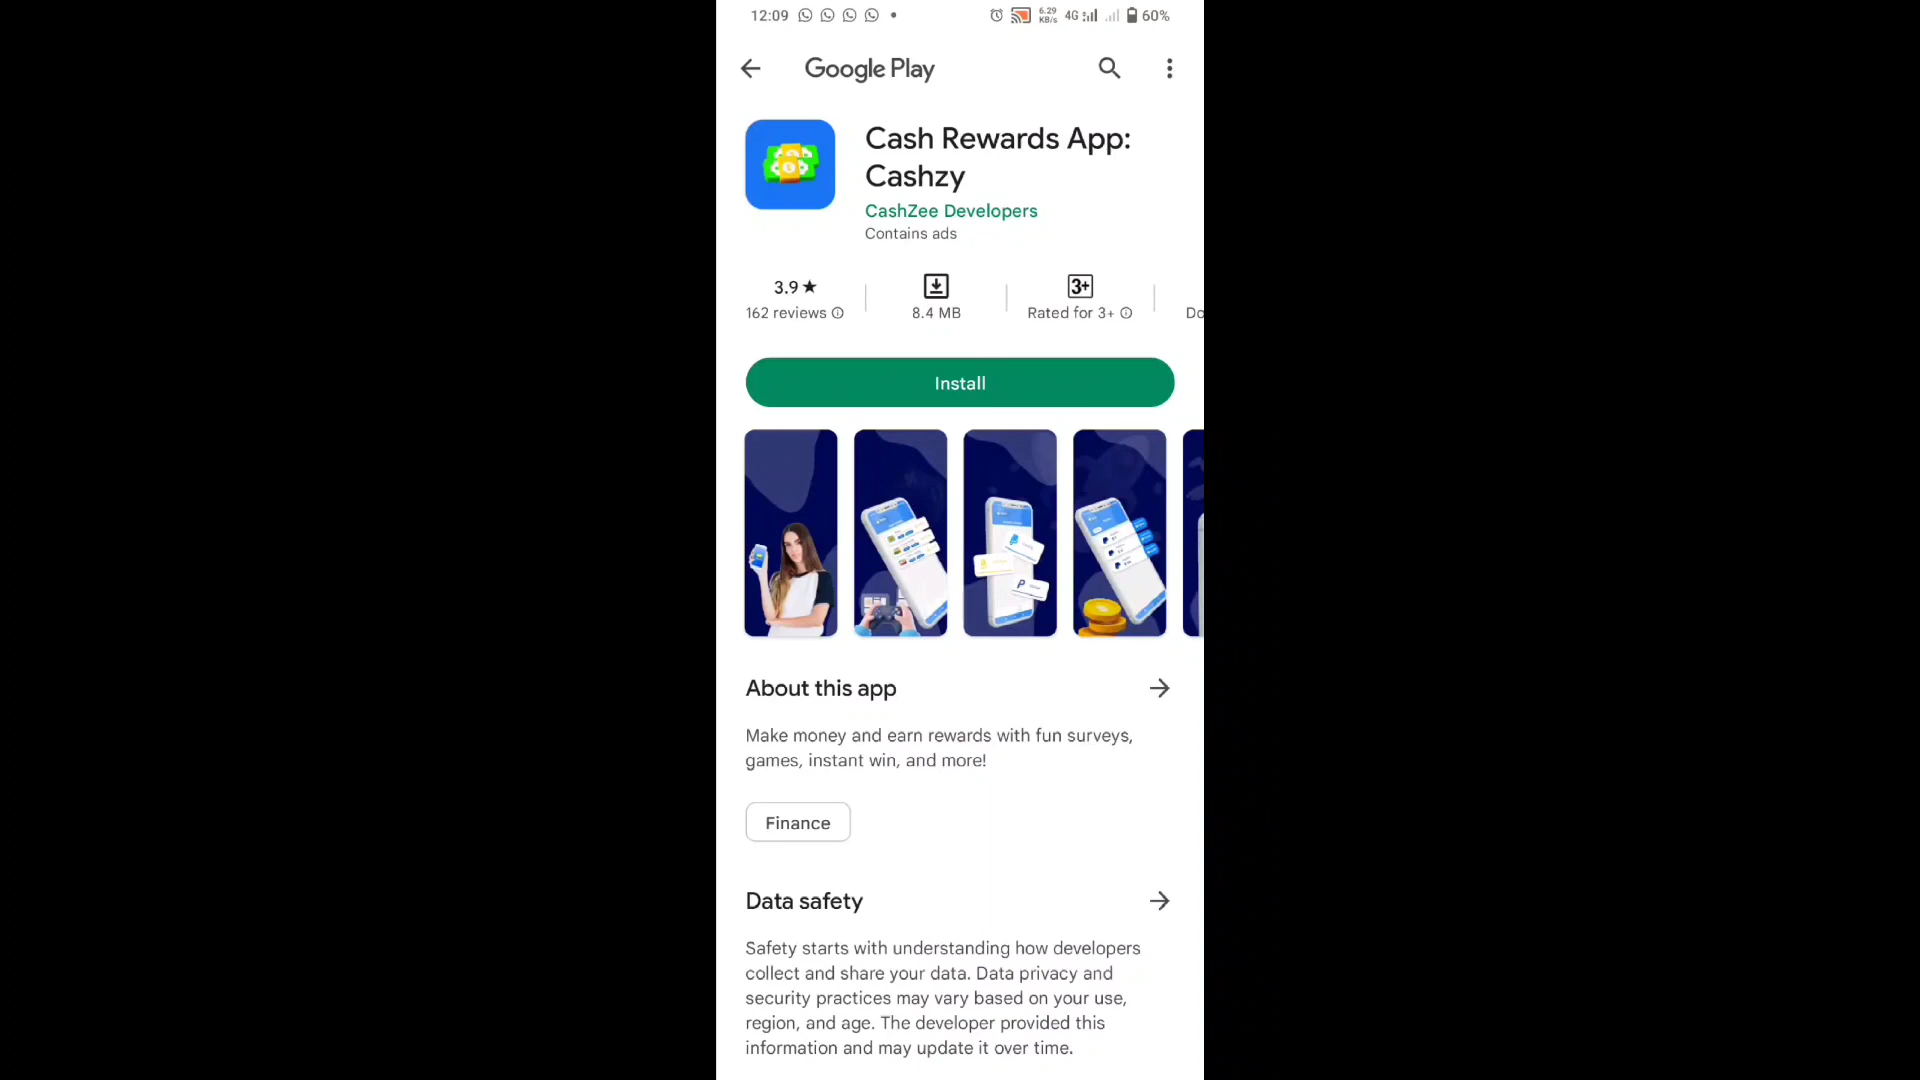 12:09 6.29 KB/s 4G 60%
Google Play
Cash Rewards App:
Cashzy
CashZee Developers
Contains ads
3.9★ 3+
162 reviews 8.4 MB Rated for 3+ Do
Install
About this app
Make money and earn rewards with fun surveys,
games, instant win, and more!
Finance
Data safety
Safety starts with understanding how developers
collect and share your data. Data privacy and
security practices may vary based on your use,
region, and age. The developer provided this
information and may update it over time.